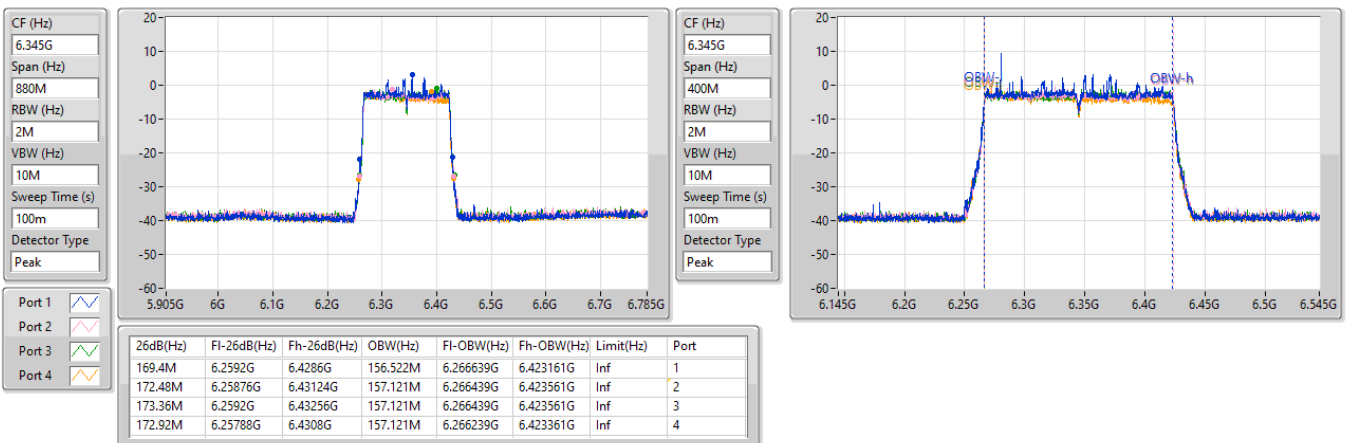 CF (Hz)
6.345G
Span (Hz)
880M
RBW (Hz)
2M
VBW (Hz)
10M
Sweep Time (s)
100m
Detector Type
Peak
20
10
0
-10
-20
-30
-40
-50
-60
5.905G 6G 6.1G 6.2G 6.3G 6.4G 6.5G 6.6G 6.7G 6.785G
CF (Hz)
6.345G
Span (Hz)
400M
RBW (Hz)
2M
VBW (Hz)
10M
Sweep Time (s)
100m
Detector Type
Peak
20
10
0
-10
-20
-30
-40
-50
-60
OBW-l OBW-h
6.145G 6.2G 6.25G 6.3G 6.35G 6.4G 6.45G 6.5G 6.545G
Port 1
Port 2
Port 3
Port 4
26dB(Hz) Fl-26dB(Hz) Fh-26dB(Hz) OBW(Hz) Fl-OBW(Hz) Fh-OBW(Hz) Limit(Hz) Port
169.4M 6.2592G 6.4286G 156.522M 6.266639G 6.423161G Inf 1
172.48M 6.25876G 6.43124G 157.121M 6.266439G 6.423561G Inf 2
173.36M 6.2592G 6.43256G 157.121M 6.266439G 6.423561G Inf 3
172.92M 6.25788G 6.4308G 157.121M 6.266239G 6.423361G Inf 4